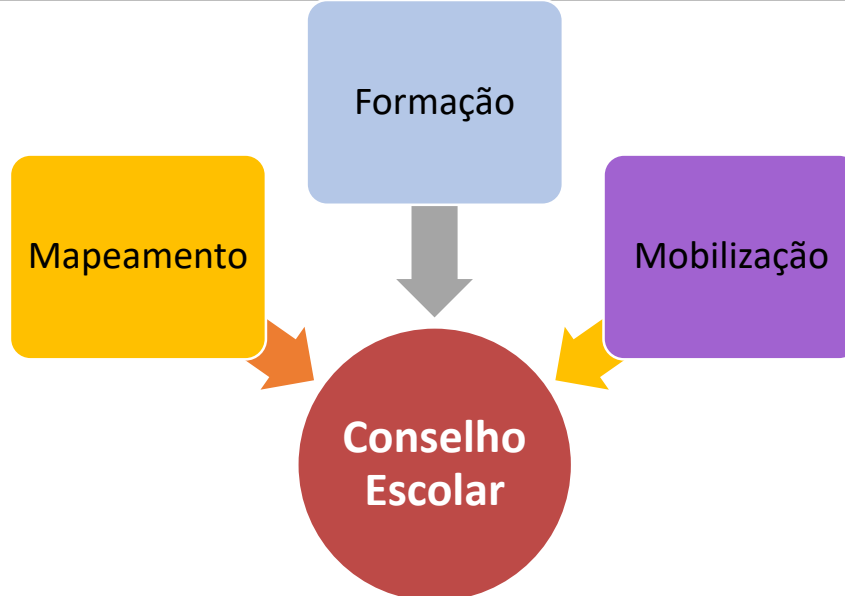 Formação
Mapeamento
Mobilização
Conselho
Escolar